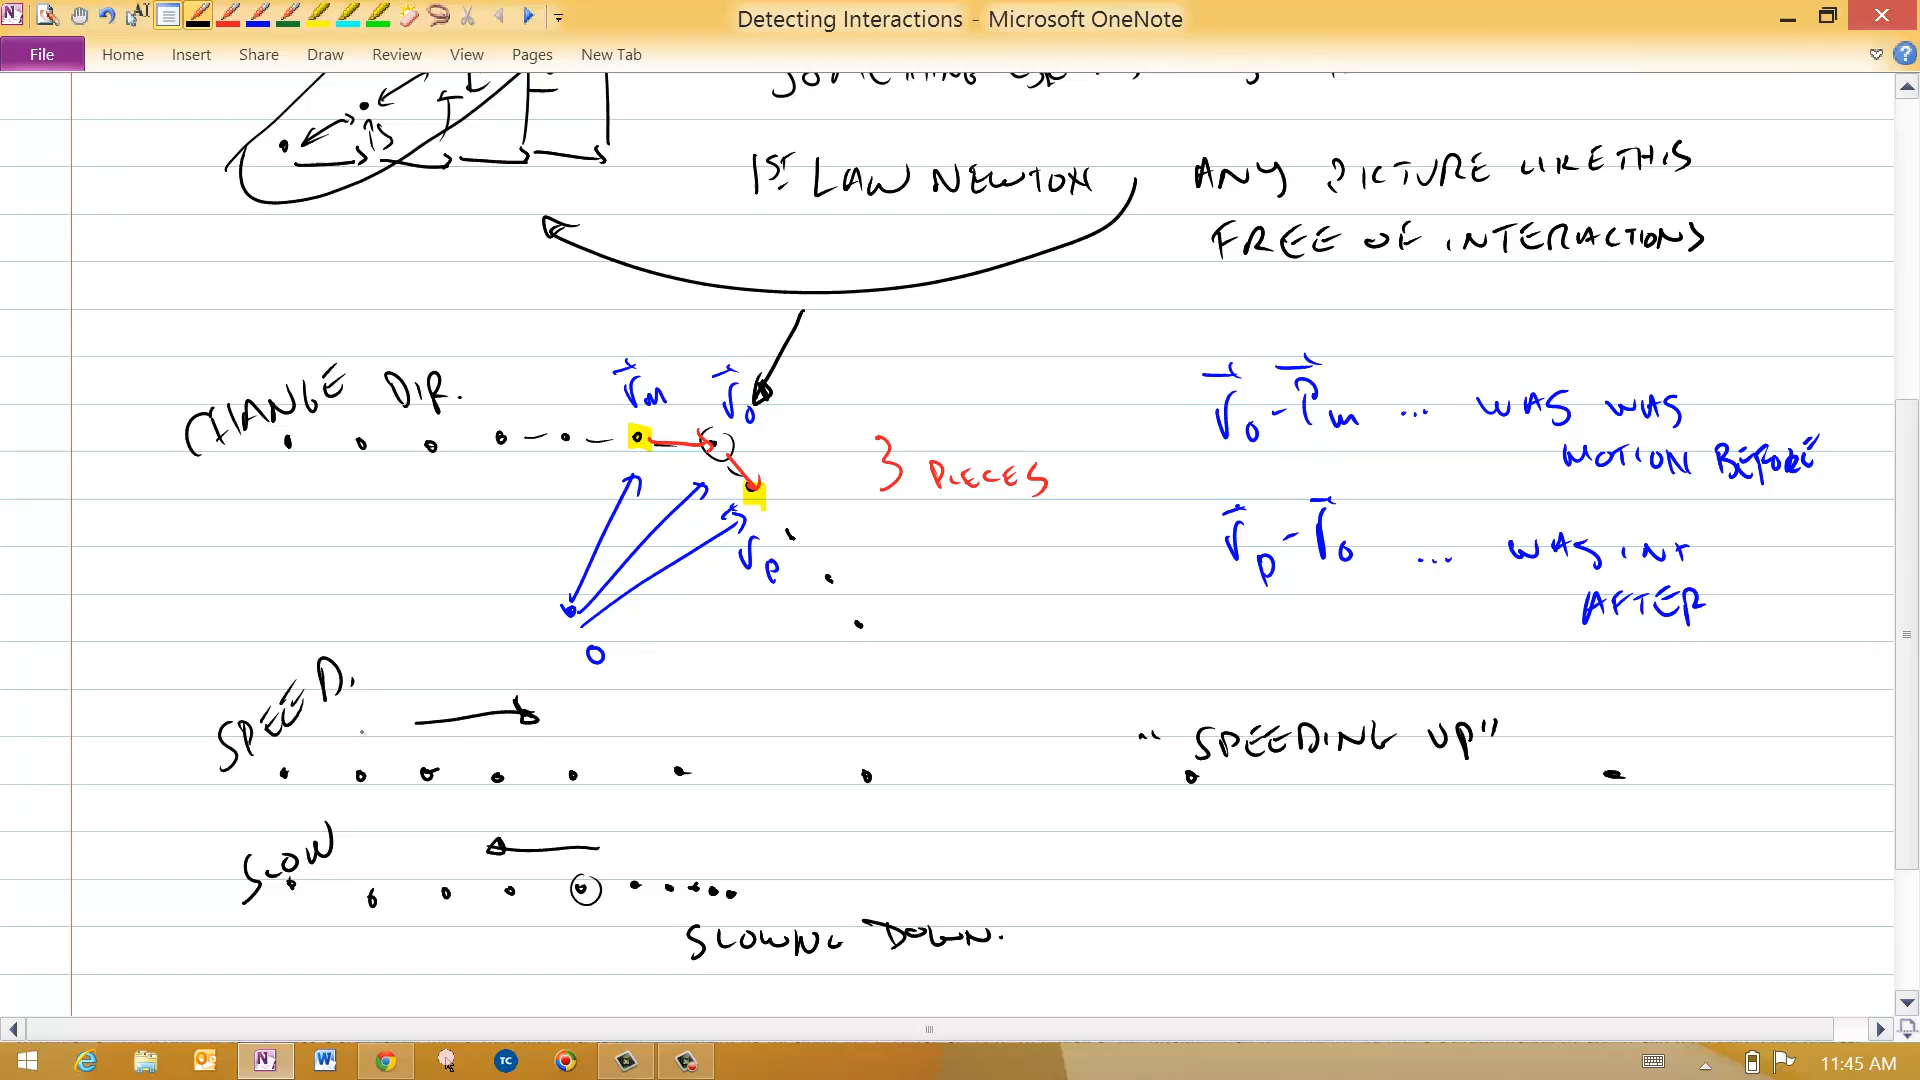 Detecting Interactions - Microsoft OneNote
File Home Insert Share Draw Review View Pages New Tab
1ST LAW NEWTON
ANY PICTURE LIKE THIS
FREE OF INTERACTIONS
CHANGE DIR.
r⃗m r⃗o
r⃗o - r⃗m ... WAS WAS
MOTION BEFORE
3 PIECES
r⃗p
r⃗p - r⃗o ... WAS INT
AFTER
O
SPEED.
"SPEEDING UP"
SLOW
SLOWING DOWN.
TC
11:45 AM